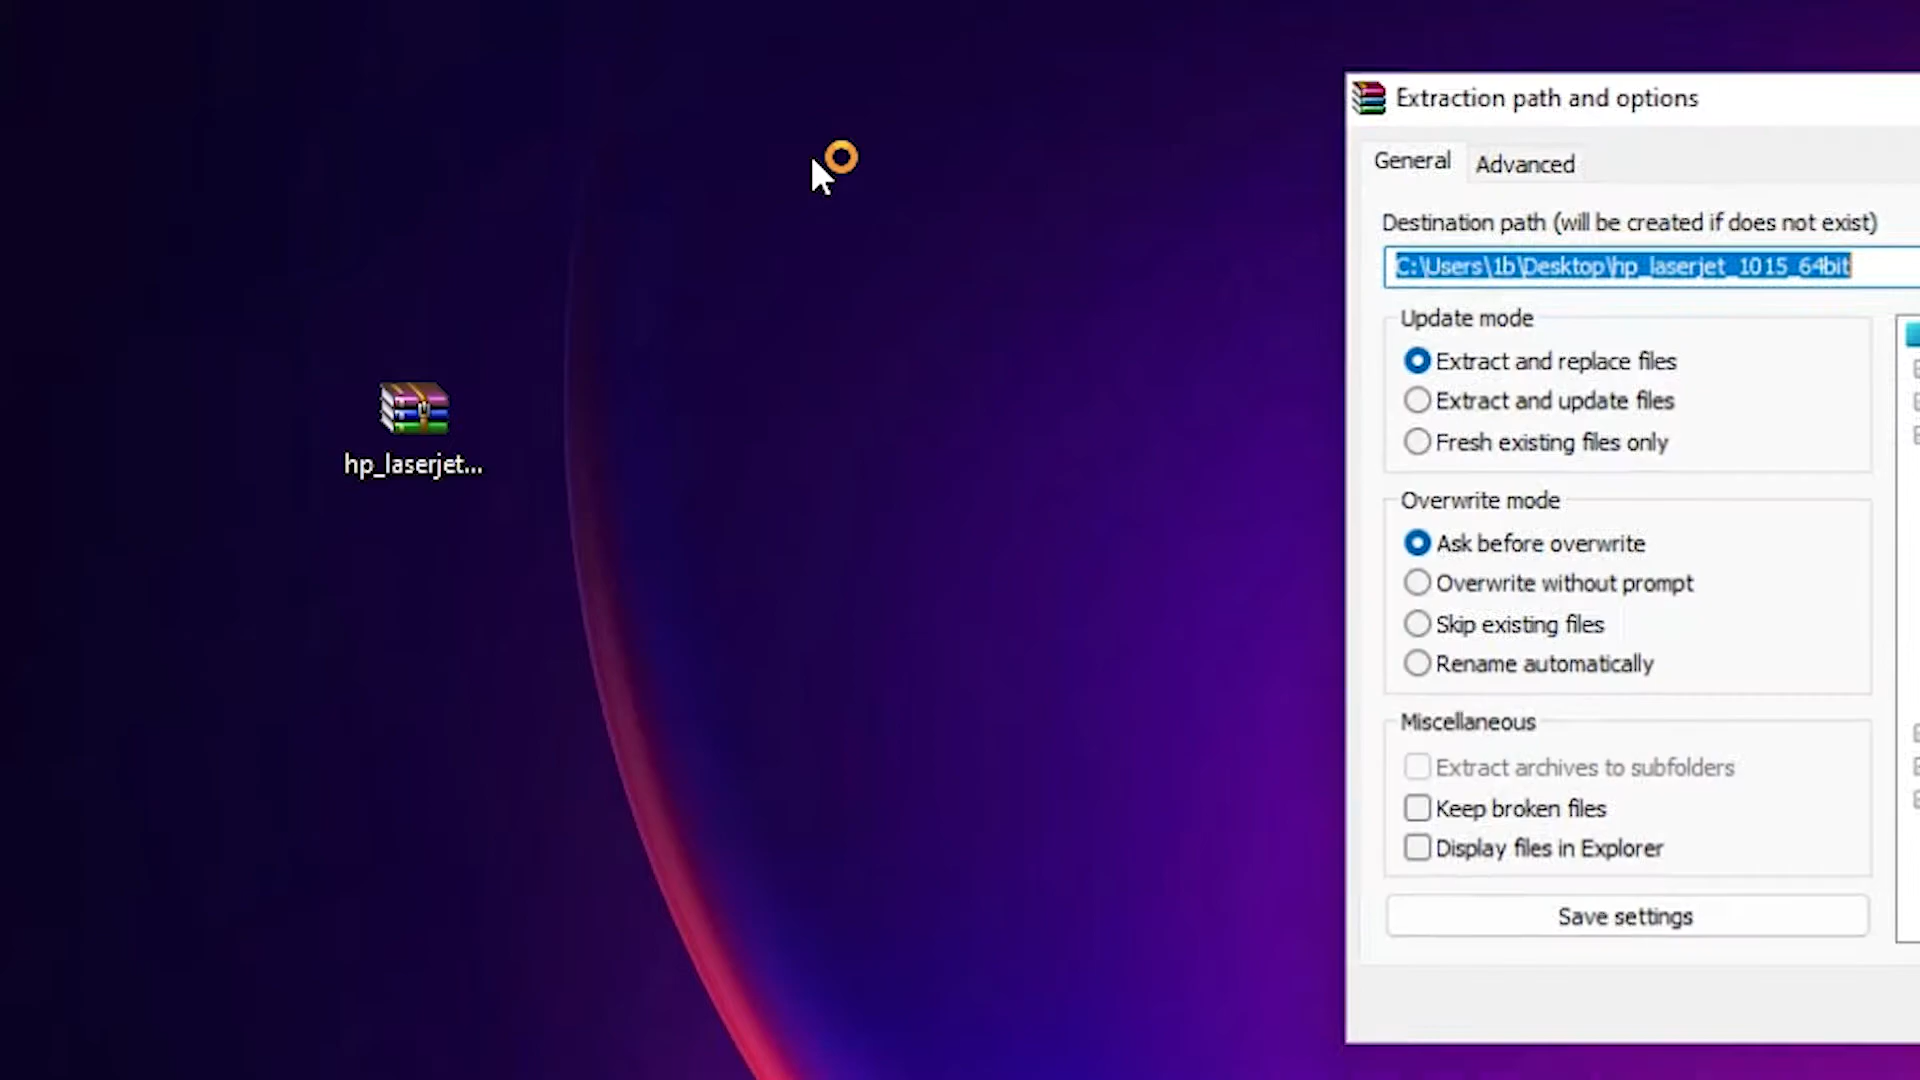 hp_laserjet...
Extraction path and options
General
Advanced
Destination path (will be created if does not exist)
C:\Users\1b\Desktop\hp_laserjet_1015_64bit
Update mode
Extract and replace files
Extract and update files
Fresh existing files only
Overwrite mode
Ask before overwrite
Overwrite without prompt
Skip existing files
Rename automatically
Miscellaneous
Extract archives to subfolders
Keep broken files
Display files in Explorer
Save settings